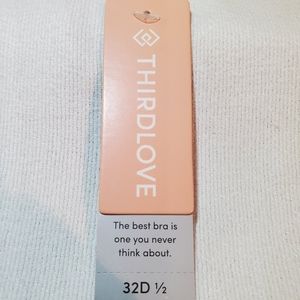 THIRDLOVE
The best bra is
one you never
think about.
32D ½